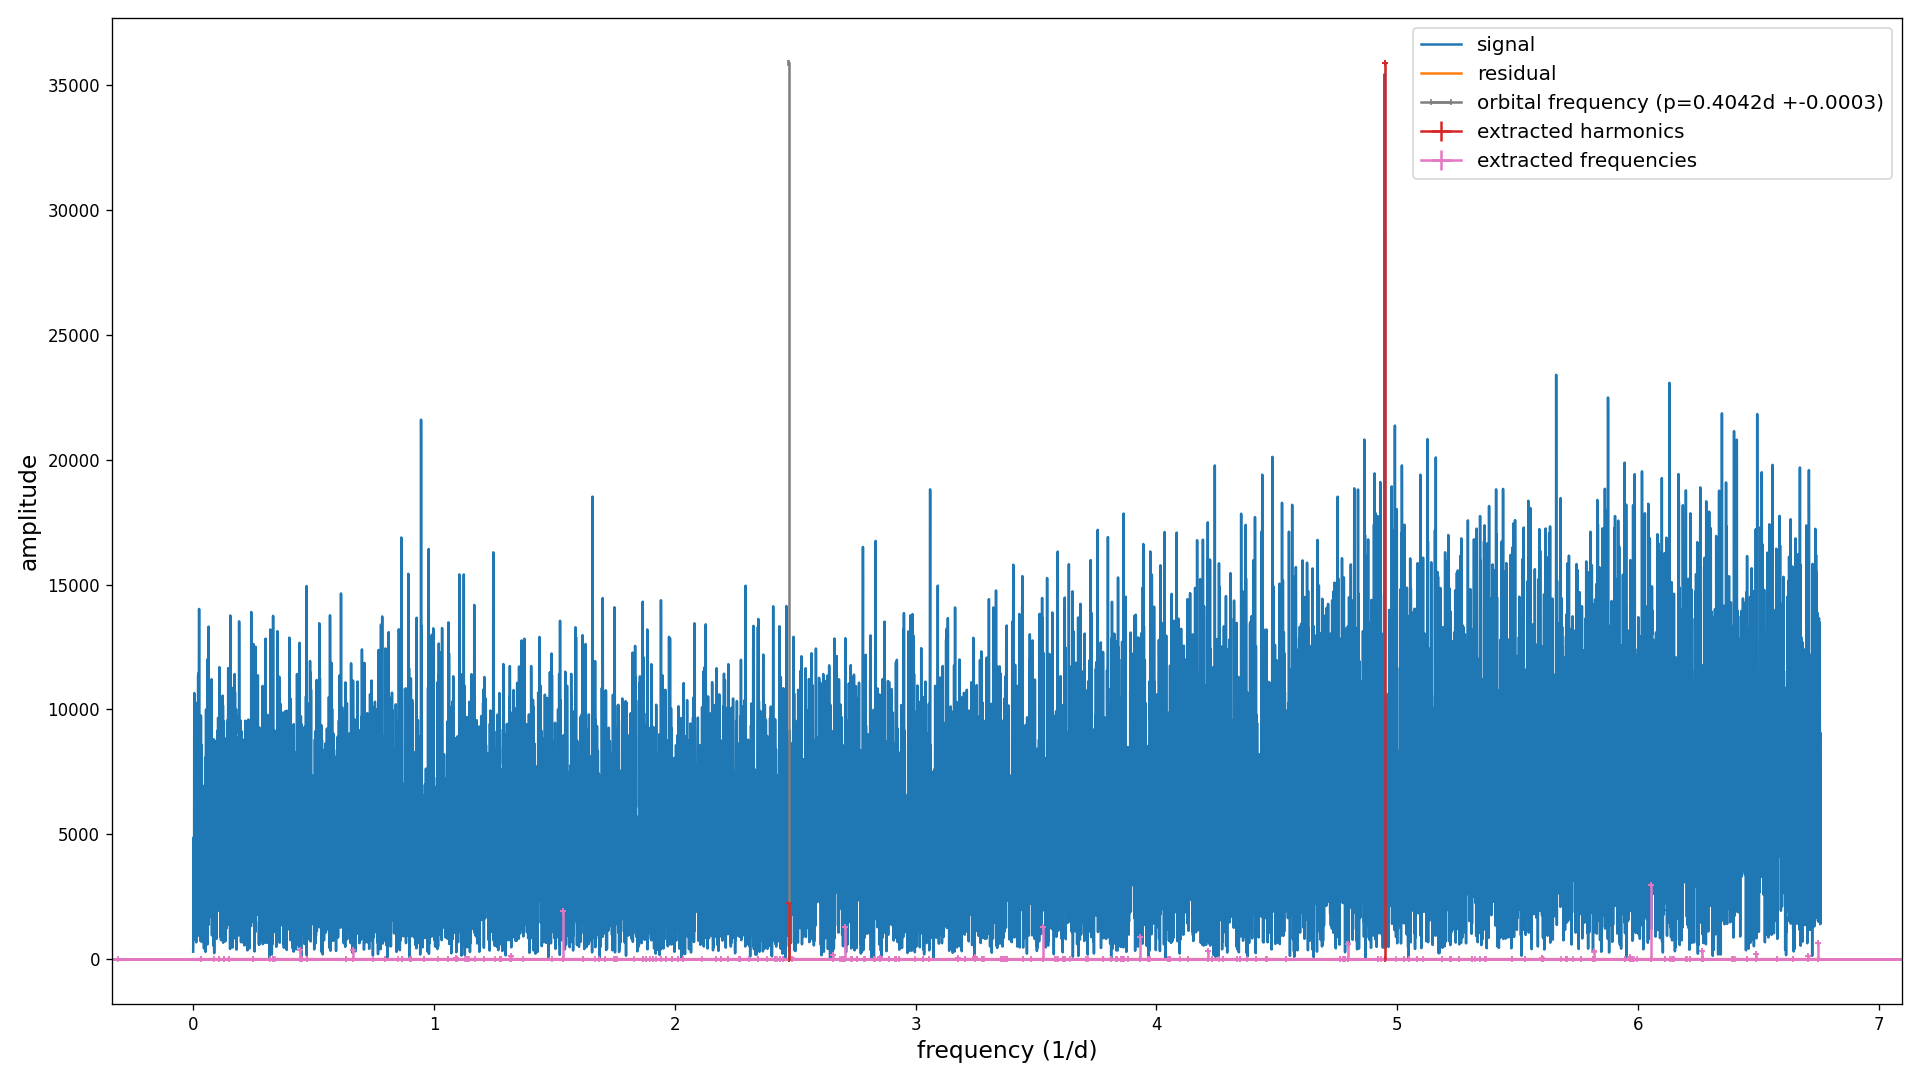 signal
residual
orbital frequency (p=0.4042d +-0.0003)
extracted harmonics
extracted frequencies
amplitude
35000
30000
25000
20000
15000
10000
5000
0
0 1 2 3 4 5 6 7
frequency (1/d)